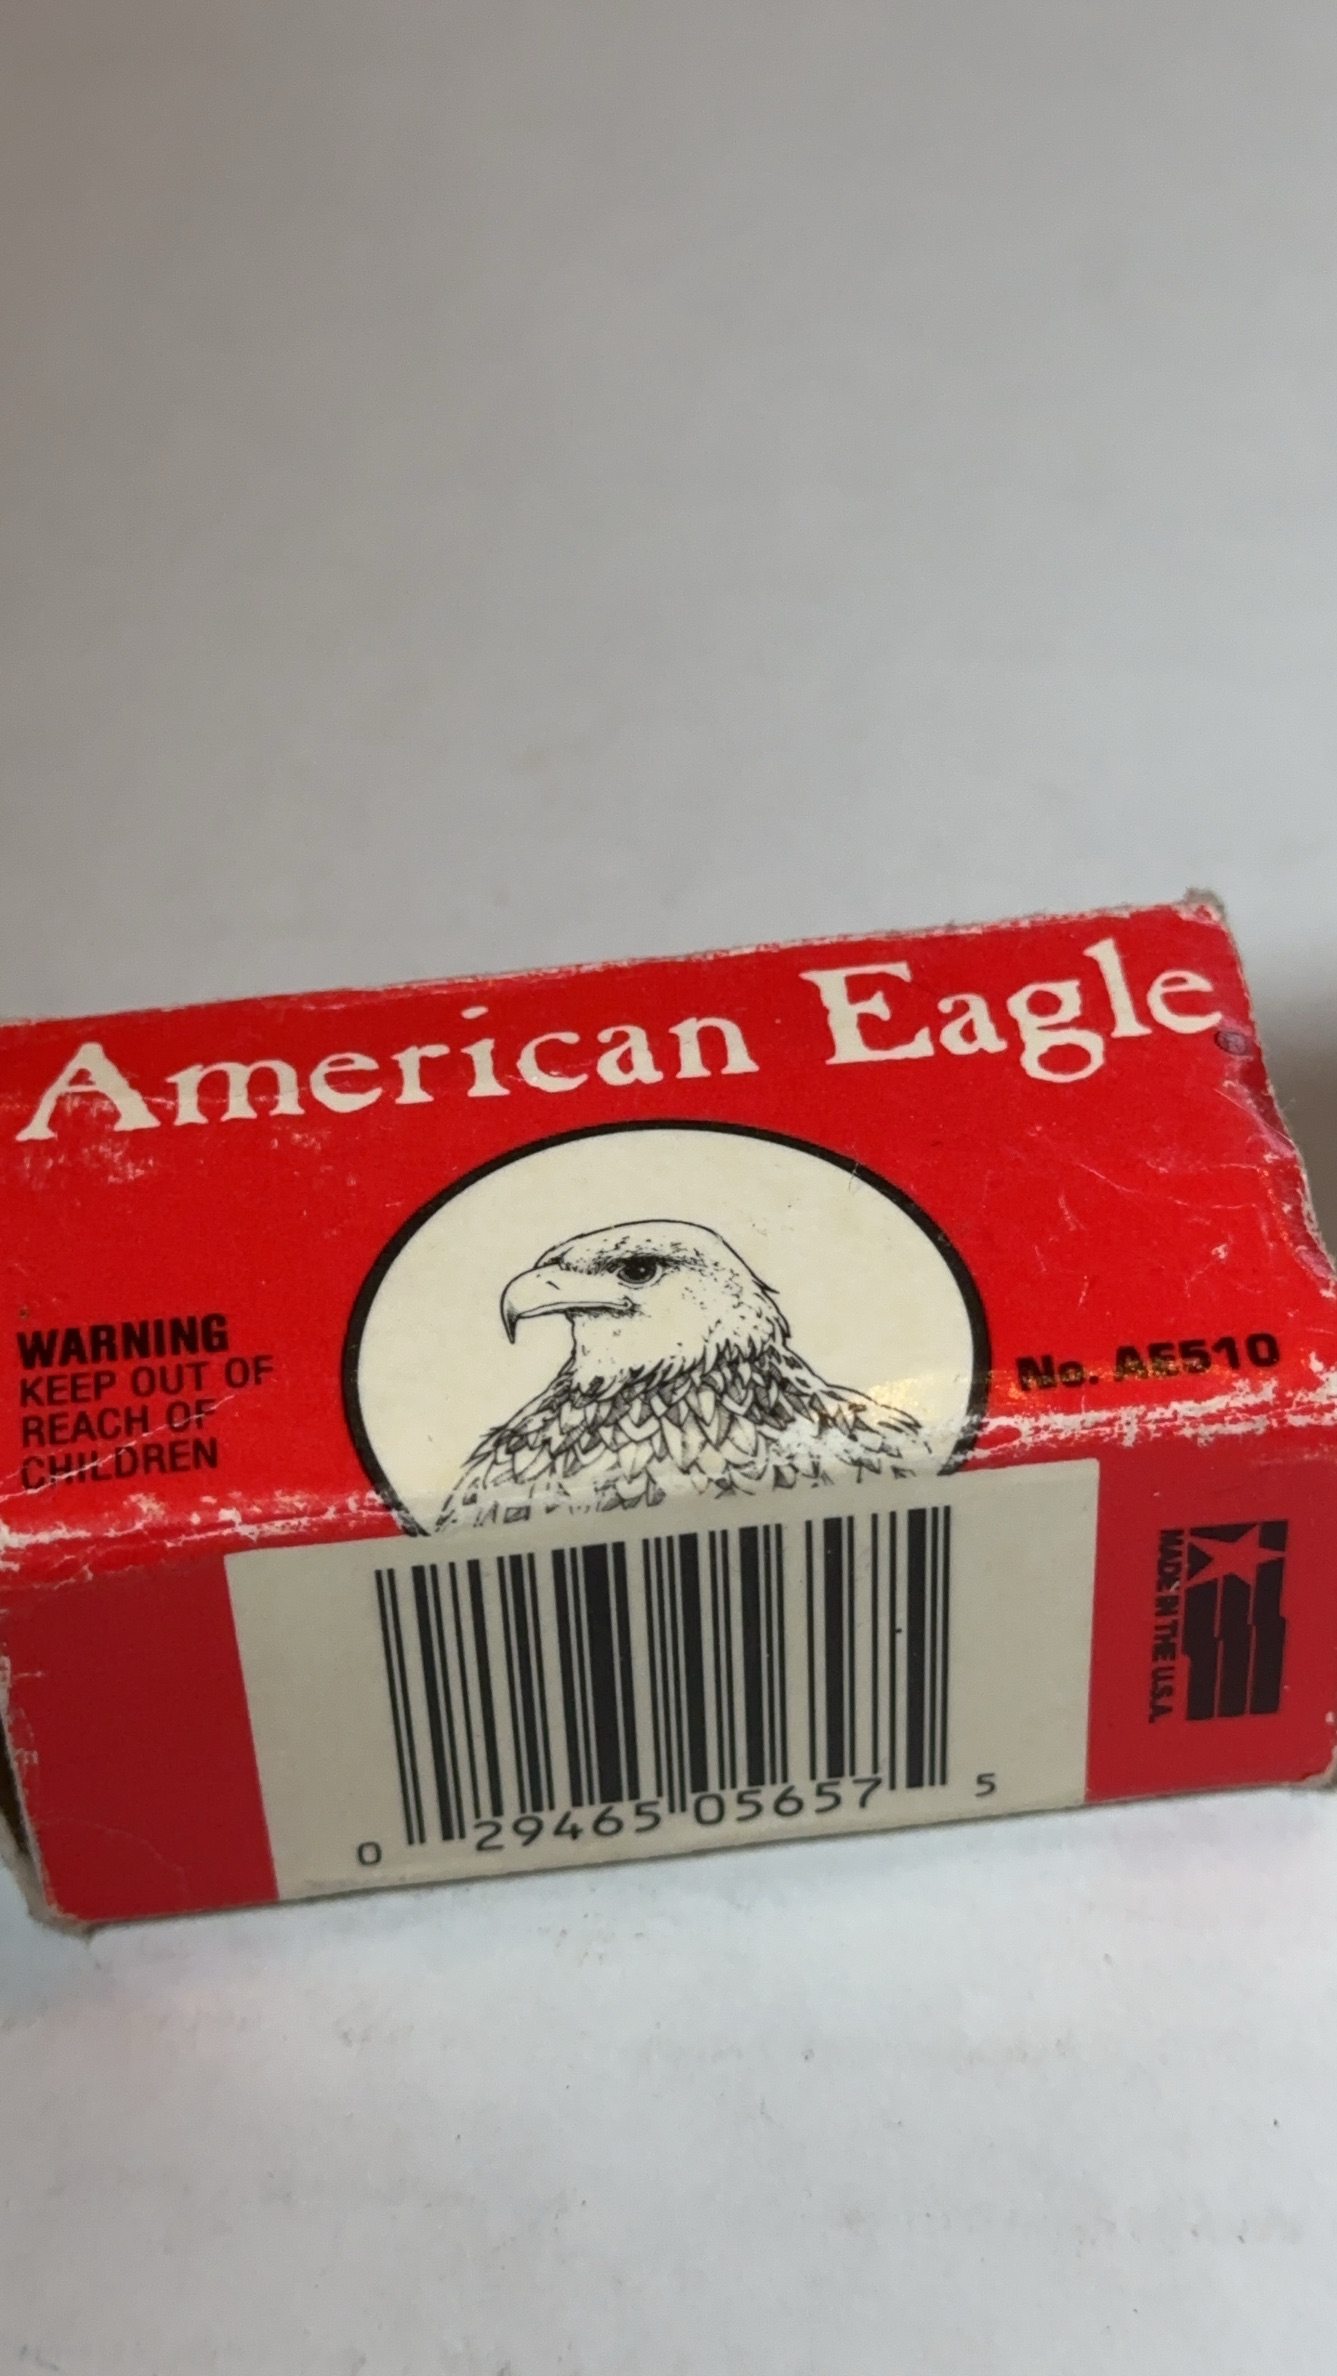 American Eagle
WARNING
KEEP OUT OF
REACH OF
CHILDREN
No. AE510
MADE IN THE U.S.A.
0 29465 05657 5